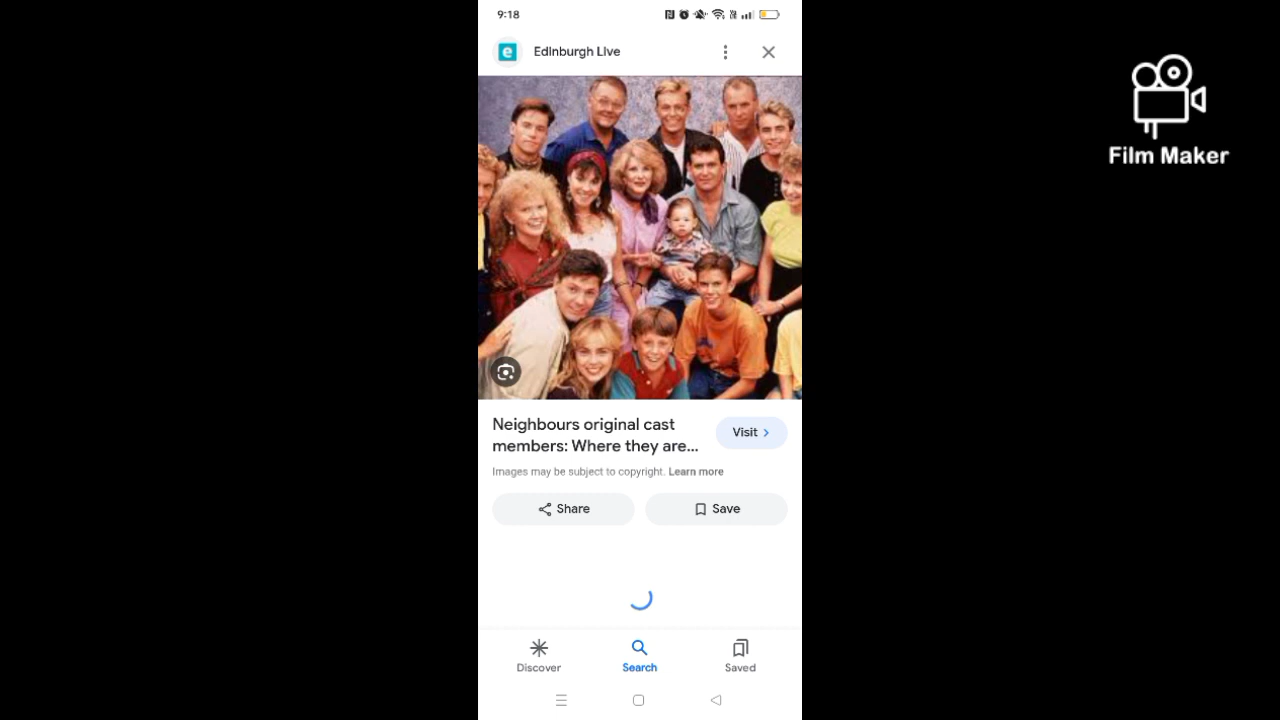 9:18
e
Edinburgh Live
Film Maker
Neighbours original cast
members: Where they are...
Visit
Images may be subject to copyright. Learn more
Share
Save
Discover
Search
Saved